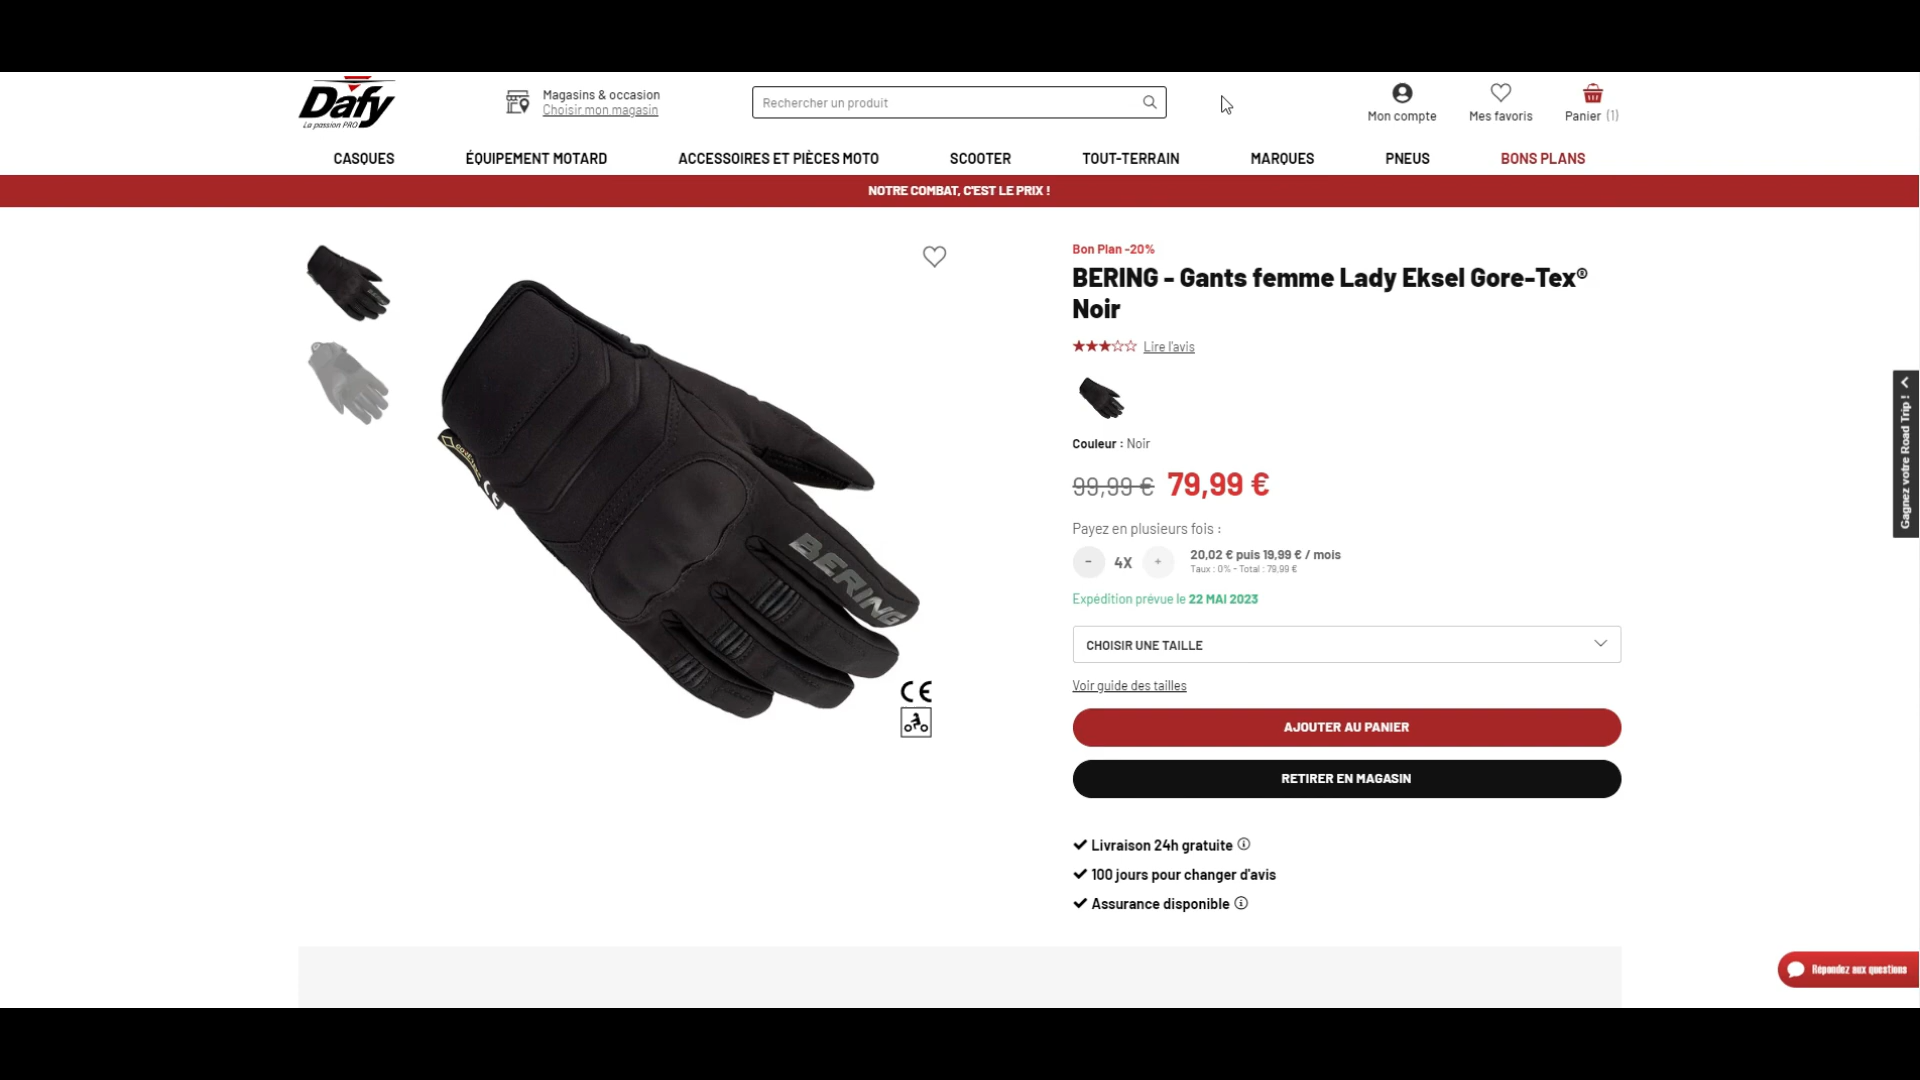 Dafy
La passion PRO
Magasins & occasion
Choisir mon magasin
Rechercher un produit
Mon compte
Mes favoris
Panier (1)
CASQUES
ÉQUIPEMENT MOTARD
ACCESSOIRES ET PIÈCES MOTO
SCOOTER
TOUT-TERRAIN
MARQUES
PNEUS
BONS PLANS
NOTRE COMBAT, C'EST LE PRIX !
Bon Plan -20%
BERING - Gants femme Lady Eksel Gore-Tex®
Noir
Lire l'avis
Couleur : Noir
99,99 € 79,99 €
Payez en plusieurs fois :
- 4X +
20,02 € puis 19,99 € / mois
Taux : 0% - Total : 79,99 €
Expédition prévue le 22 MAI 2023
CHOISIR UNE TAILLE
Voir guide des tailles
AJOUTER AU PANIER
RETIRER EN MAGASIN
Livraison 24h gratuite
100 jours pour changer d'avis
Assurance disponible
BERING
CE
CE
Gagnez votre Road Trip !
Répondez aux questions